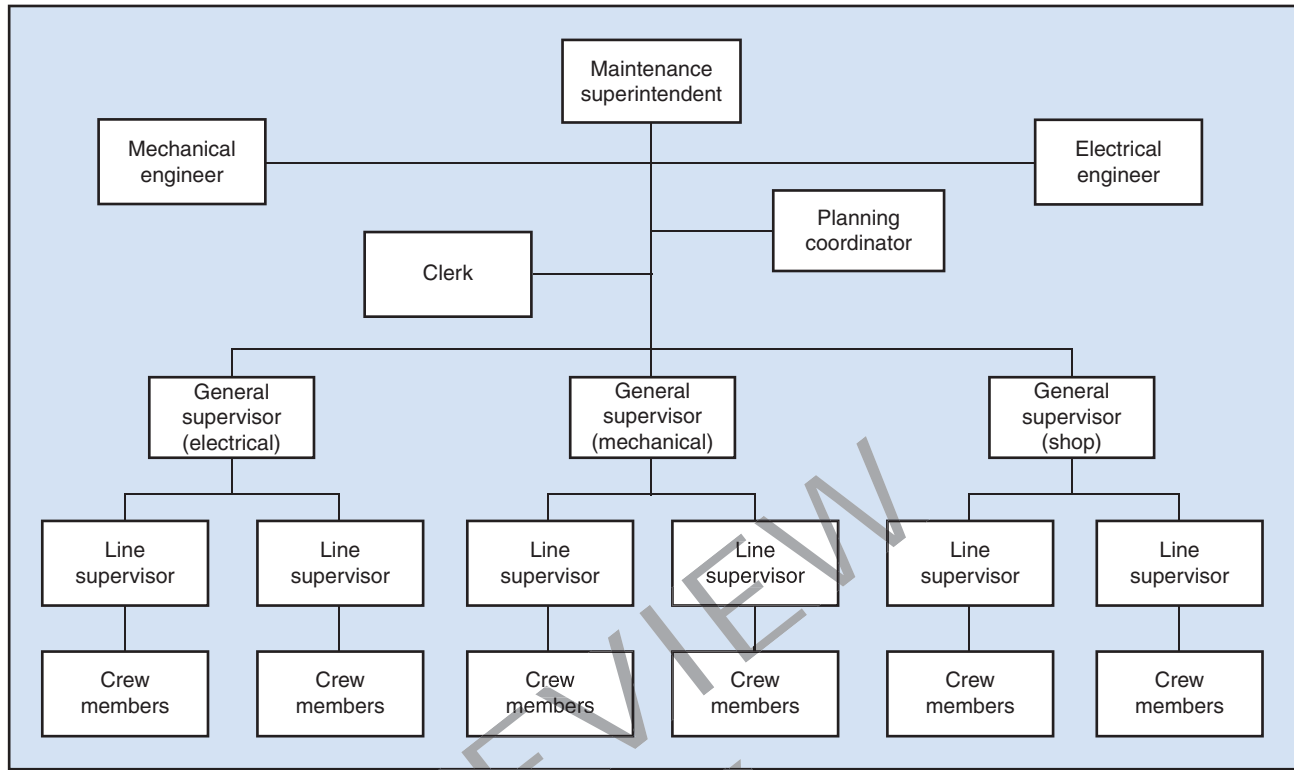 Maintenance
superintendent
Mechanical
engineer
Electrical
engineer
Planning
coordinator
Clerk
General
supervisor
(electrical)
General
supervisor
(mechanical)
General
supervisor
(shop)
Line
supervisor
Line
supervisor
Line
supervisor
Line
supervisor
Line
supervisor
Line
supervisor
Crew
members
Crew
members
Crew
members
Crew
members
Crew
members
Crew
members
EVIEW